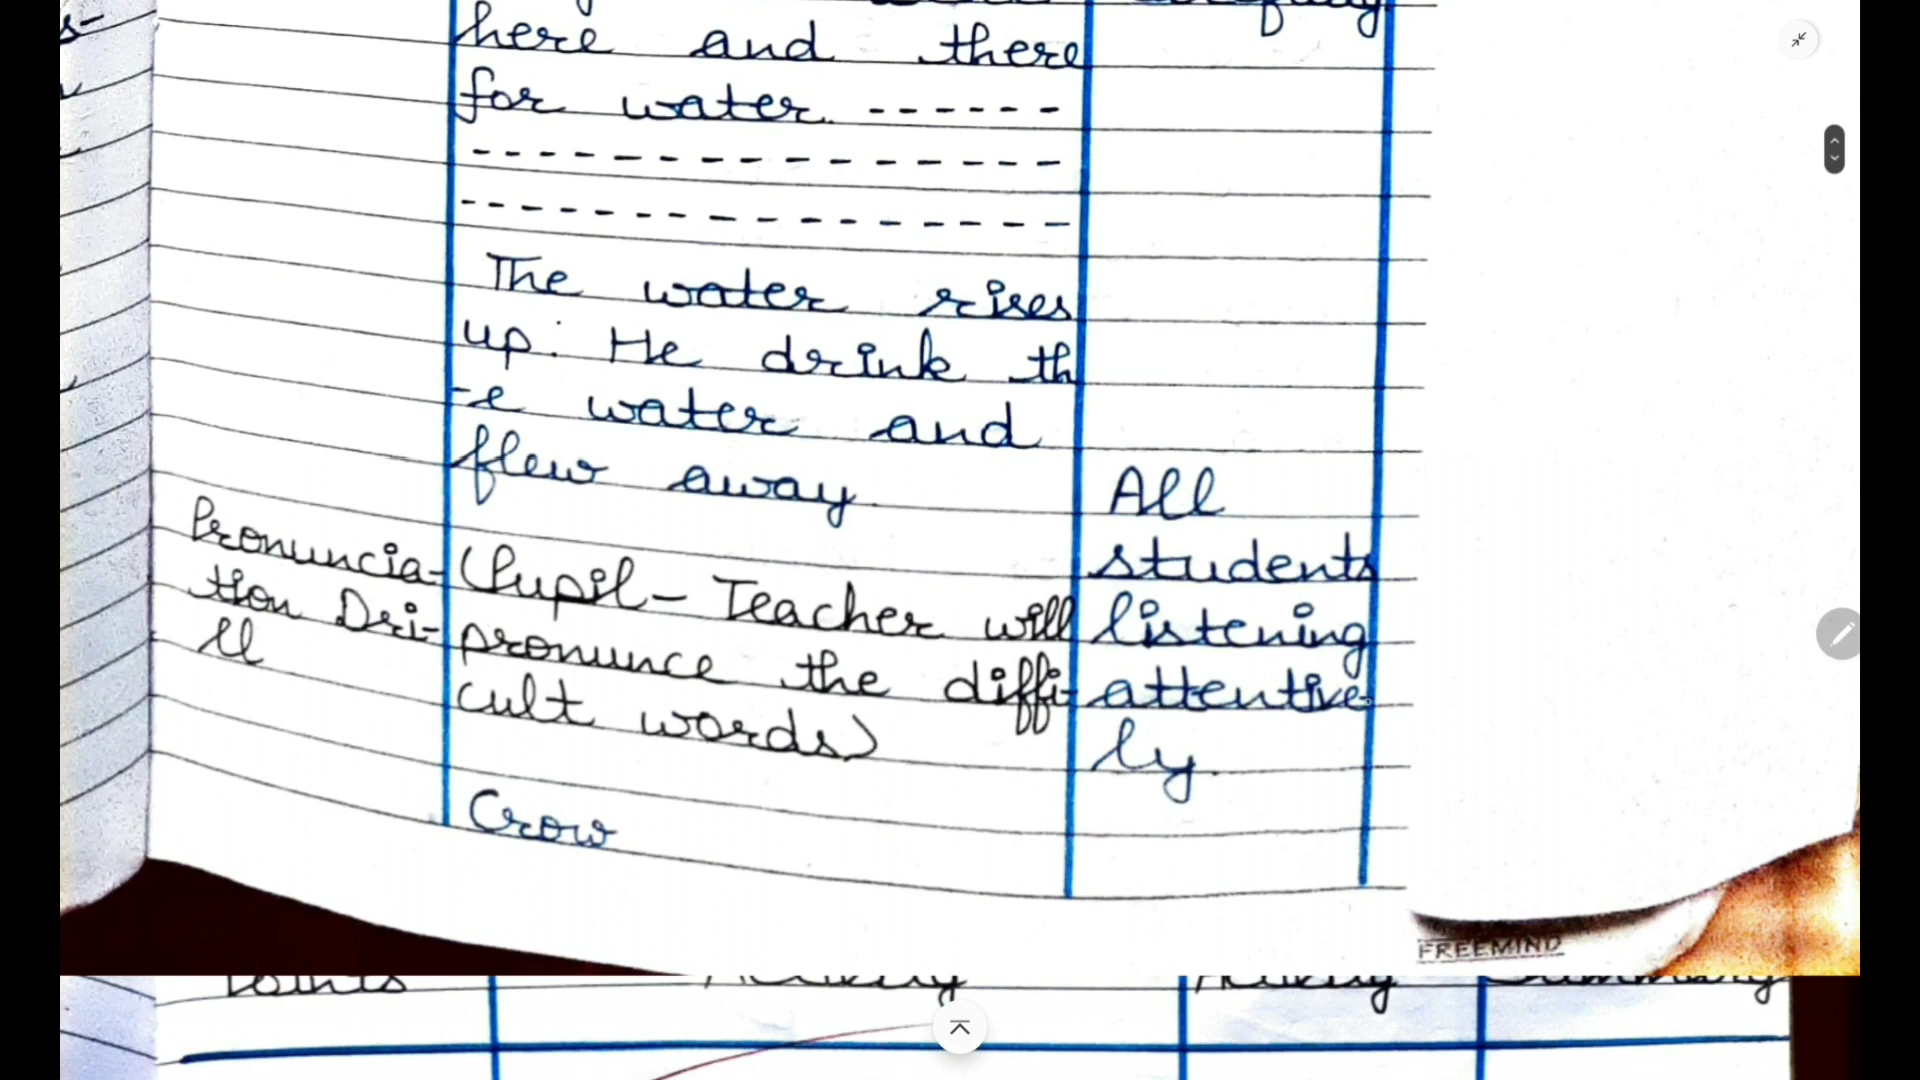 here and there
for water. ------
----------------
-----------------
The water rises
up. He drink th
-e water and
flew away
All
students
listening
attentive-
ly.
Pronuncia-
tion Dri-
ll
(Pupil-Teacher will
pronunce the diffi-
cult words)
Crow
FREEMIND